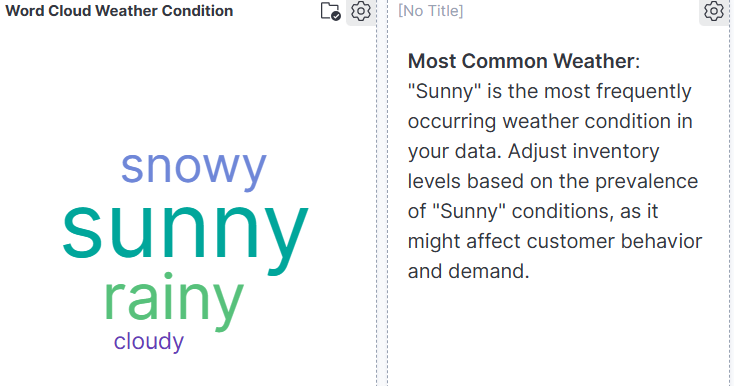 Word Cloud Weather Condition
snowy
sunny
rainy
cloudy
[No Title]
Most Common Weather:
"Sunny" is the most frequently
occurring weather condition in
your data. Adjust inventory
levels based on the prevalence
of "Sunny" conditions, as it
might affect customer behavior
and demand.